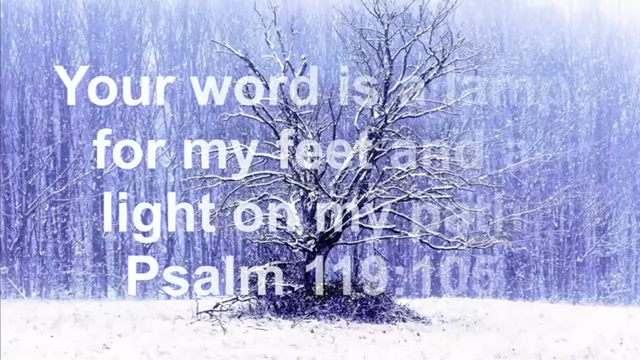 Your word is a lamp
for my feet and a
light on my path
Psalm 119:105